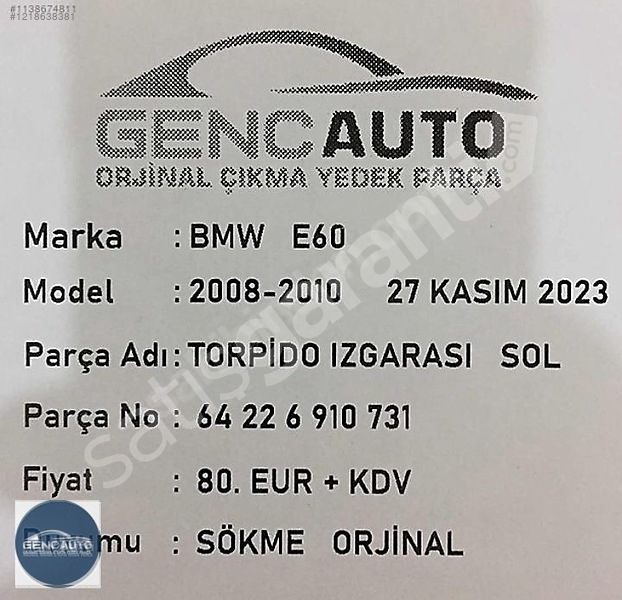 #1138674811
#1218638381
GENCAUTO
ORJİNAL ÇIKMA YEDEK PARÇA
Marka : BMW E60
Model : 2008-2010 27 KASIM 2023
Parça Adı : TORPİDO IZGARASI SOL
Parça No : 64 22 6 910 731
Fiyat : 80. EUR + KDV
: SÖKME ORJİNAL
GENCAUTO
satışgaranti.com